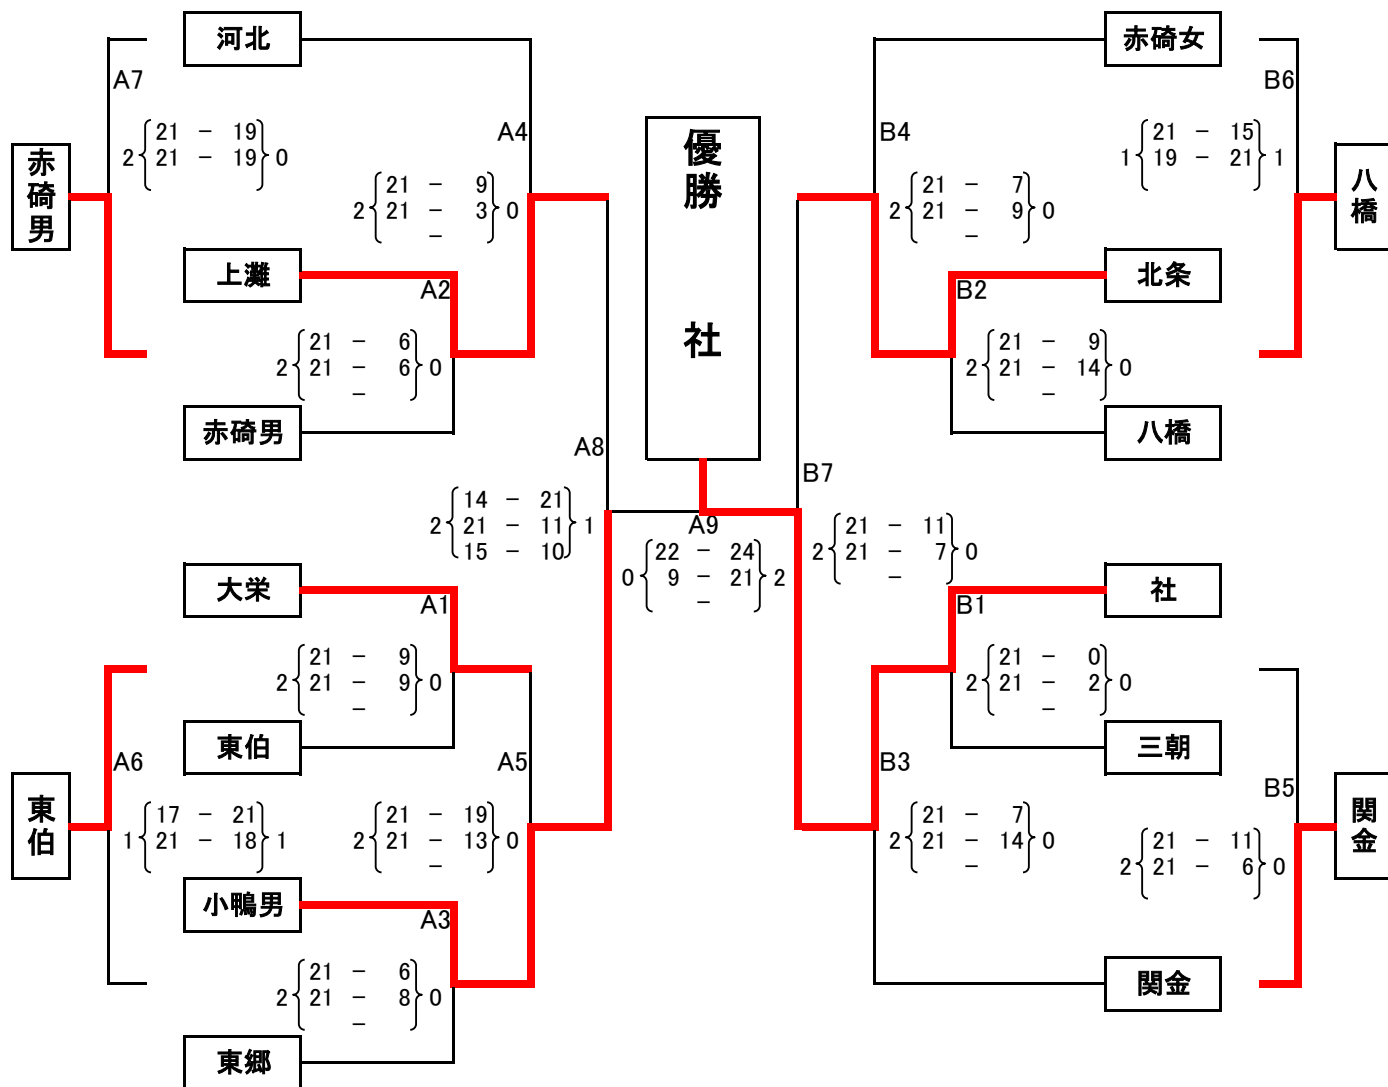 河北
赤碕女
A7
B6
21 － 19
2 21 － 19 0
A4
優勝
社
B4
21 － 15
1 19 － 21 1
赤碕男
八橋
21 － 9
2 21 － 3 0
－
21 － 7
2 21 － 9 0
－
上灘
A2
B2
北条
21 － 6
2 21 － 6 0
－
21 － 9
2 21 － 14 0
－
赤碕男
八橋
A8
B7
14 － 21
2 21 － 11 1
15 － 10
A9
22 － 24
0 9 － 21 2
－
21 － 11
2 21 － 7 0
－
大栄
A1
B1
社
21 － 9
2 21 － 9 0
－
21 － 0
2 21 － 2 0
－
東伯
三朝
A6
A5
B3
B5
東伯
関金
17 － 21
1 21 － 18 1
21 － 19
2 21 － 13 0
－
21 － 7
2 21 － 14 0
－
21 － 11
2 21 － 6 0
小鴨男
A3
21 － 6
2 21 － 8 0
－
関金
東郷